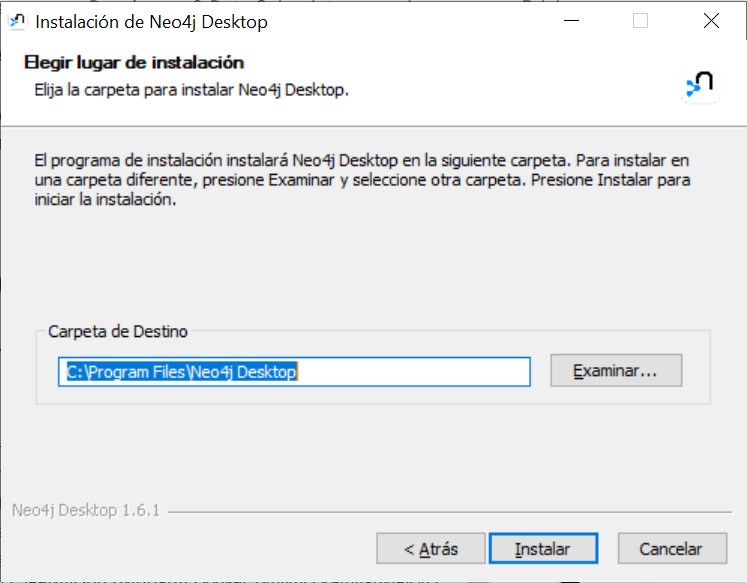 Instalación de Neo4j Desktop
Elegir lugar de instalación
Elija la carpeta para instalar Neo4j Desktop.
El programa de instalación instalará Neo4j Desktop en la siguiente carpeta. Para instalar en
una carpeta diferente, presione Examinar y seleccione otra carpeta. Presione Instalar para
iniciar la instalación.
Carpeta de Destino
C:\Program Files\Neo4j Desktop
Examinar...
Neo4j Desktop 1.6.1
< Atrás
Instalar
Cancelar